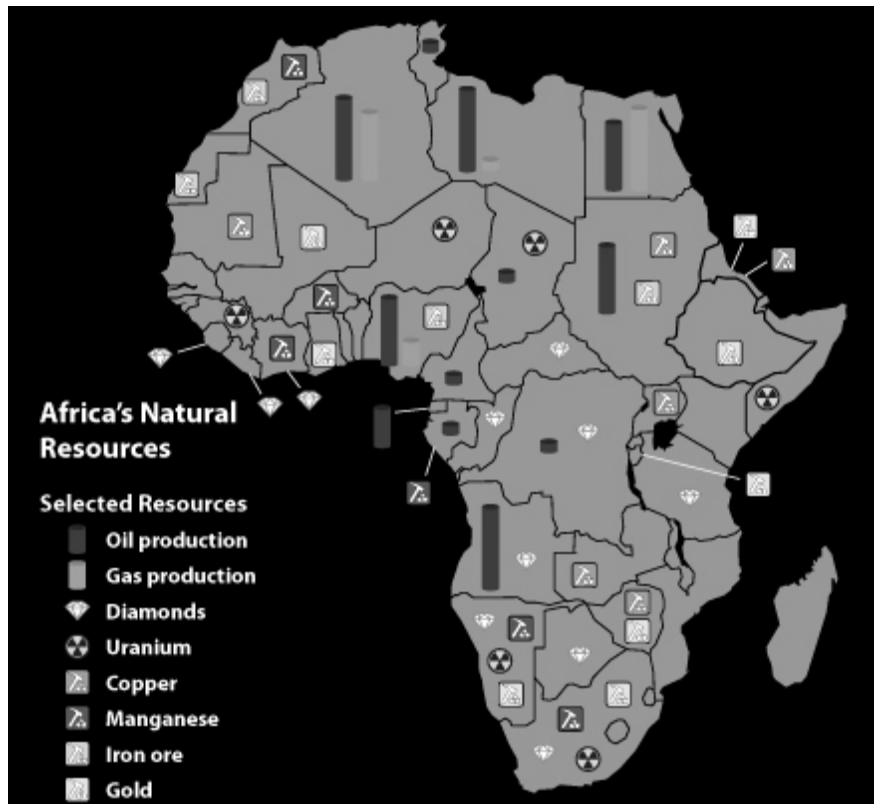 Africa's Natural
Resources
Selected Resources
Oil production
Gas production
Diamonds
Uranium
Copper
Manganese
Iron ore
Gold